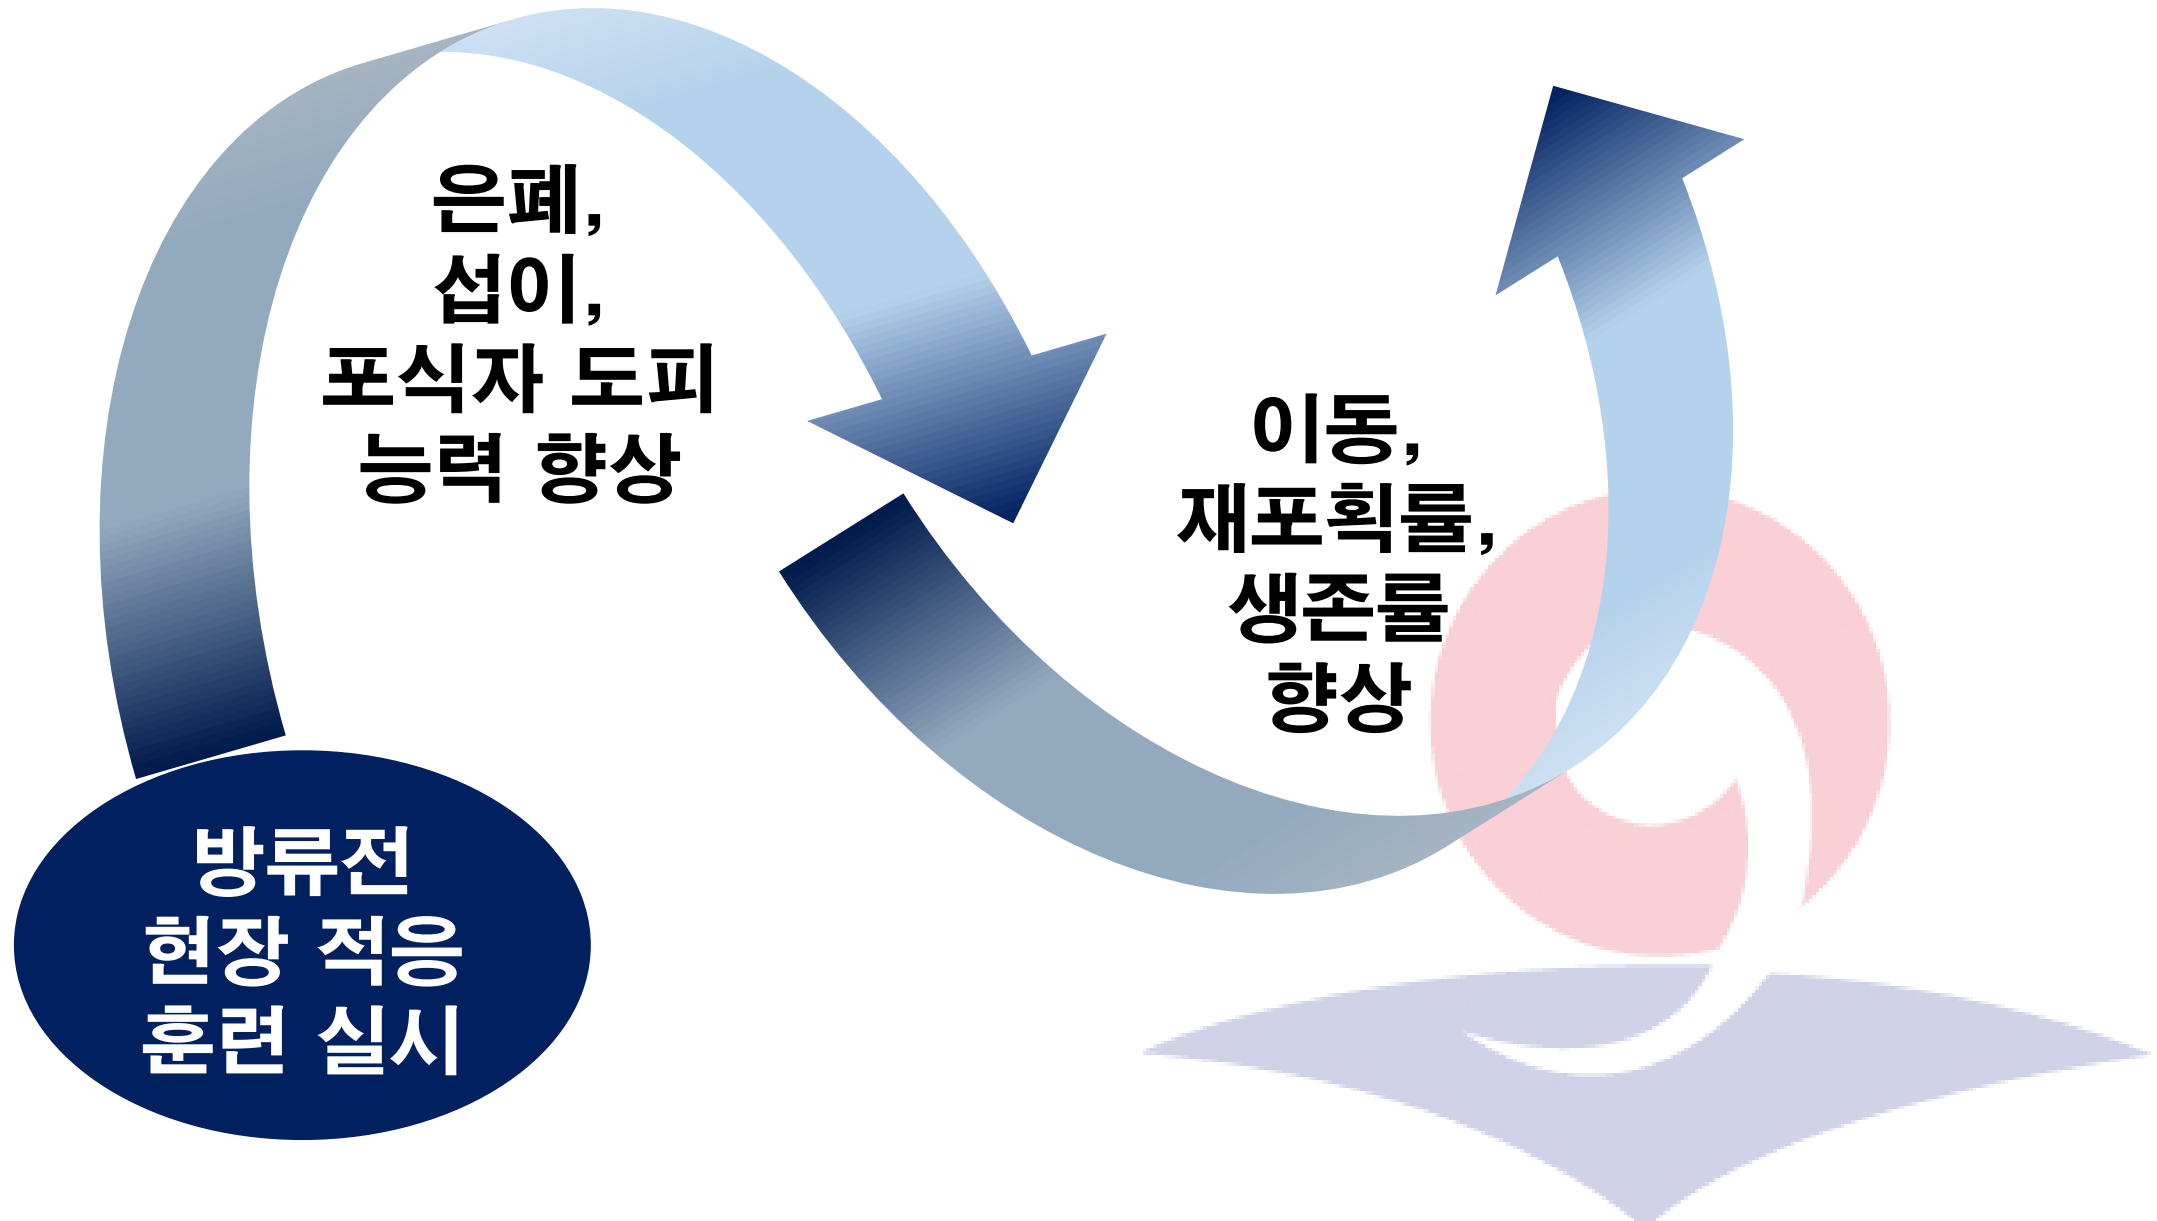 은폐,
섭이,
포식자 도피
능력 향상
이동,
재포획률,
생존률
향상
방류전
현장 적응
훈련 실시